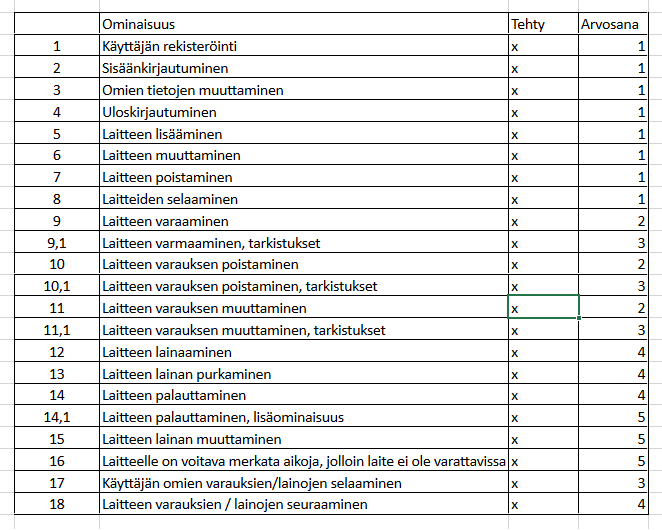 Ominaisuus Tehty Arvosana
1 Käyttäjän rekisteröinti x 1
2 Sisäänkirjautuminen x 1
3 Omien tietojen muuttaminen x 1
4 Uloskirjautuminen x 1
5 Laitteen lisääminen x 1
6 Laitteen muuttaminen x 1
7 Laitteen poistaminen x 1
8 Laitteiden selaaminen x 1
9 Laitteen varaaminen x 2
9,1 Laitteen varmaaminen, tarkistukset x 3
10 Laitteen varauksen poistaminen x 2
10,1 Laitteen varauksen poistaminen, tarkistukset x 3
11 Laitteen varauksen muuttaminen x 2
11,1 Laitteen varauksen muuttaminen, tarkistukset x 3
12 Laitteen lainaaminen x 4
13 Laitteen lainan purkaminen x 4
14 Laitteen palauttaminen x 4
14,1 Laitteen palauttaminen, lisäominaisuus x 5
15 Laitteen lainan muuttaminen x 5
16 Laitteelle on voitava merkata aikoja, jolloin laite ei ole varattavissa x 5
17 Käyttäjän omien varauksien/lainojen selaaminen x 3
18 Laitteen varauksien / lainojen seuraaminen x 4